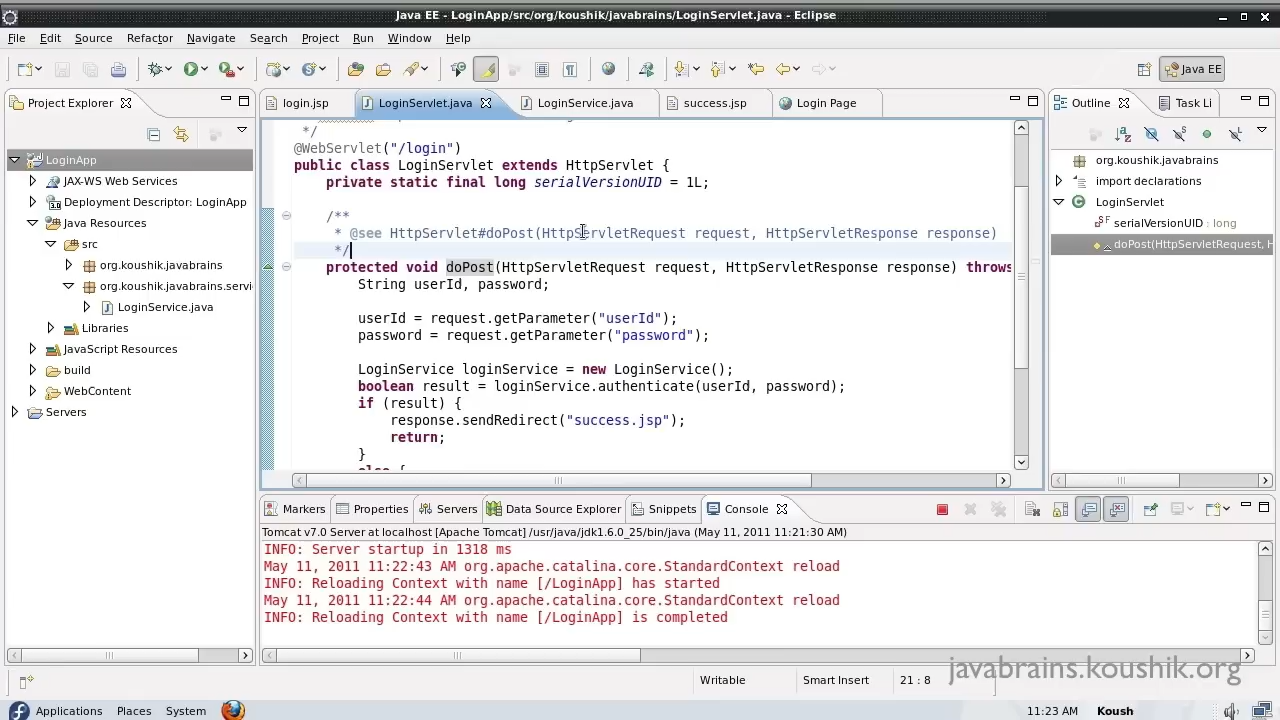 Java EE - LoginApp/src/org/koushik/javabrains/LoginServlet.java - Eclipse
File Edit Source Refactor Navigate Search Project Run Window Help
Java EE
Project Explorer
login.jsp LoginServlet.java LoginService.java success.jsp Login Page
Outline Task Li
LoginApp
JAX-WS Web Services
Deployment Descriptor: LoginApp
Java Resources
src
org.koushik.javabrains
org.koushik.javabrains.servi
LoginService.java
Libraries
JavaScript Resources
build
WebContent
Servers
*/
@WebServlet("/login")
public class LoginServlet extends HttpServlet {
private static final long serialVersionUID = 1L;
/**
* @see HttpServlet#doPost(HttpServletRequest request, HttpServletResponse response)
*/
protected void doPost(HttpServletRequest request, HttpServletResponse response) throws
String userId, password;
userId = request.getParameter("userId");
password = request.getParameter("password");
LoginService loginService = new LoginService();
boolean result = loginService.authenticate(userId, password);
if (result) {
response.sendRedirect("success.jsp");
return;
}
else {
org.koushik.javabrains
import declarations
LoginServlet
serialVersionUID : long
doPost(HttpServletRequest, H
Markers Properties Servers Data Source Explorer Snippets Console
Tomcat v7.0 Server at localhost [Apache Tomcat] /usr/java/jdk1.6.0_25/bin/java (May 11, 2011 11:21:30 AM)
INFO: Server startup in 1318 ms
May 11, 2011 11:22:43 AM org.apache.catalina.core.StandardContext reload
INFO: Reloading Context with name [/LoginApp] has started
May 11, 2011 11:22:44 AM org.apache.catalina.core.StandardContext reload
INFO: Reloading Context with name [/LoginApp] is completed
javabrains.koushik.org
Writable Smart Insert 21 : 8
Applications Places System 11:23 AM Koush